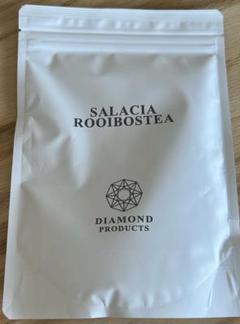 SALACIA
ROOIBOSTEA
DIAMOND
PRODUCTS